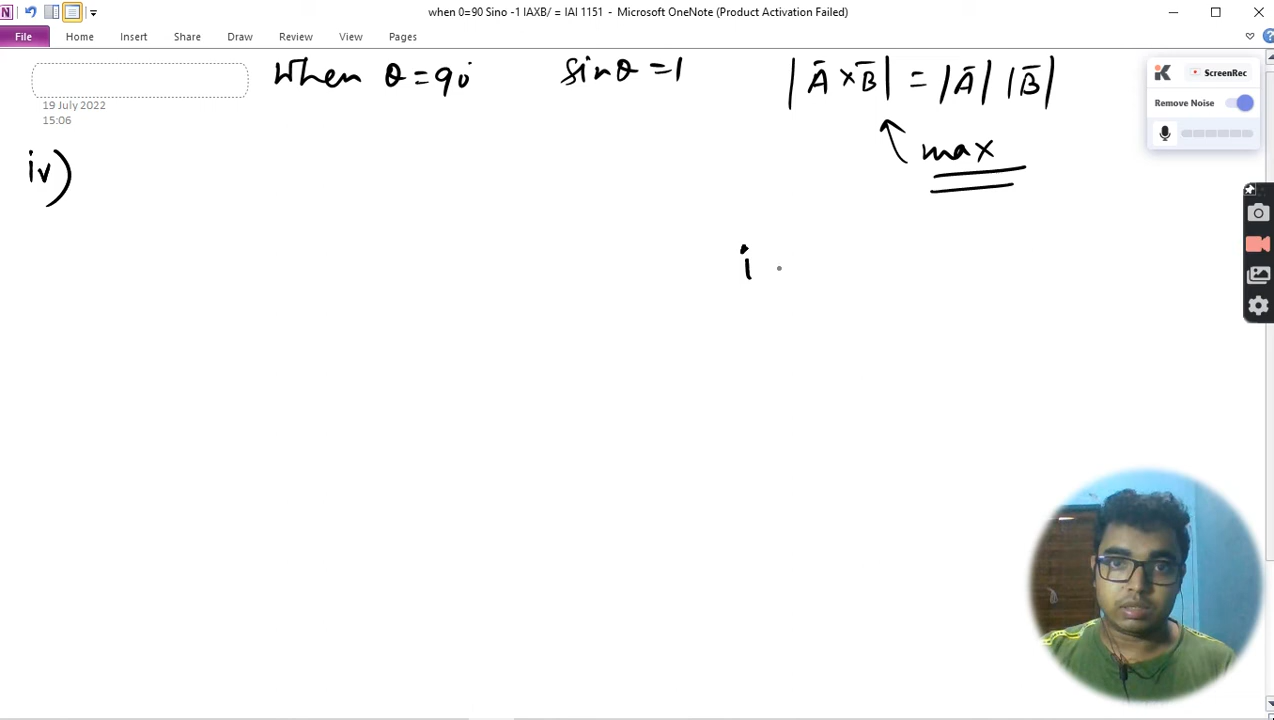 when 0=90 Sino -1 IAXB/ = IAI 1151 - Microsoft OneNote (Product Activation Failed)
File Home Insert Share Draw Review View Pages
When θ = 90° sinθ = 1 |Ā × B̄| = |Ā| |B̄|
ScreenRec
19 July 2022
Remove Noise
15:06
max
iv)
i